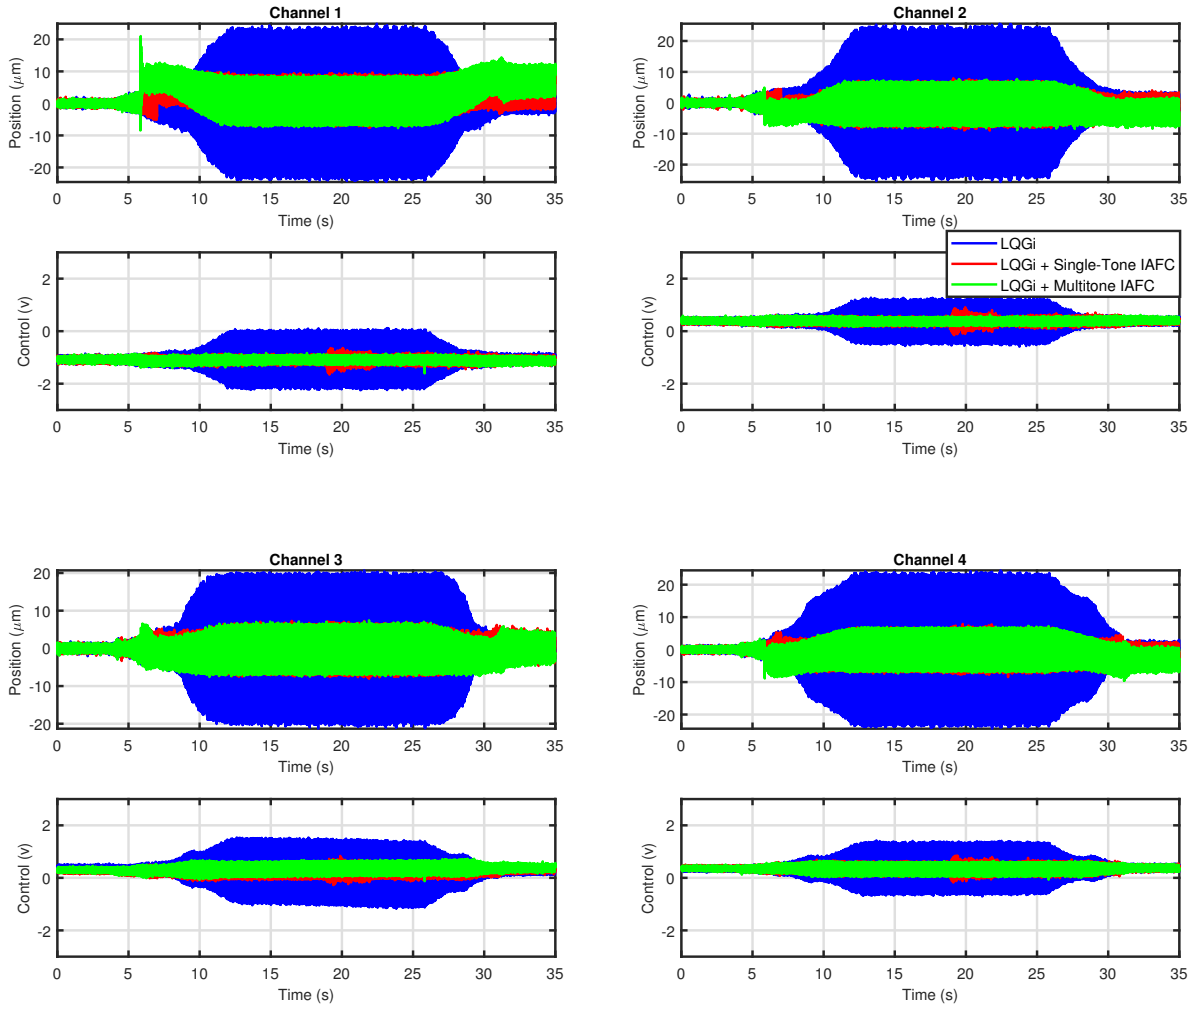 Channel 1
Position (μm)
20
10
0
-10
-20
0 5 10 15 20 25 30 35
Time (s)
Channel 2
Position (μm)
20
10
0
-10
-20
0 5 10 15 20 25 30 35
Time (s)
Control (v)
2
0
-2
0 5 10 15 20 25 30 35
Time (s)
LQGi
LQGi + Single-Tone IAFC
LQGi + Multitone IAFC
Control (v)
2
0
-2
0 5 10 15 20 25 30 35
Time (s)
Channel 3
Position (μm)
20
10
0
-10
-20
0 5 10 15 20 25 30 35
Time (s)
Channel 4
Position (μm)
20
10
0
-10
-20
0 5 10 15 20 25 30 35
Time (s)
Control (v)
2
0
-2
0 5 10 15 20 25 30 35
Time (s)
Control (v)
2
0
-2
0 5 10 15 20 25 30 35
Time (s)